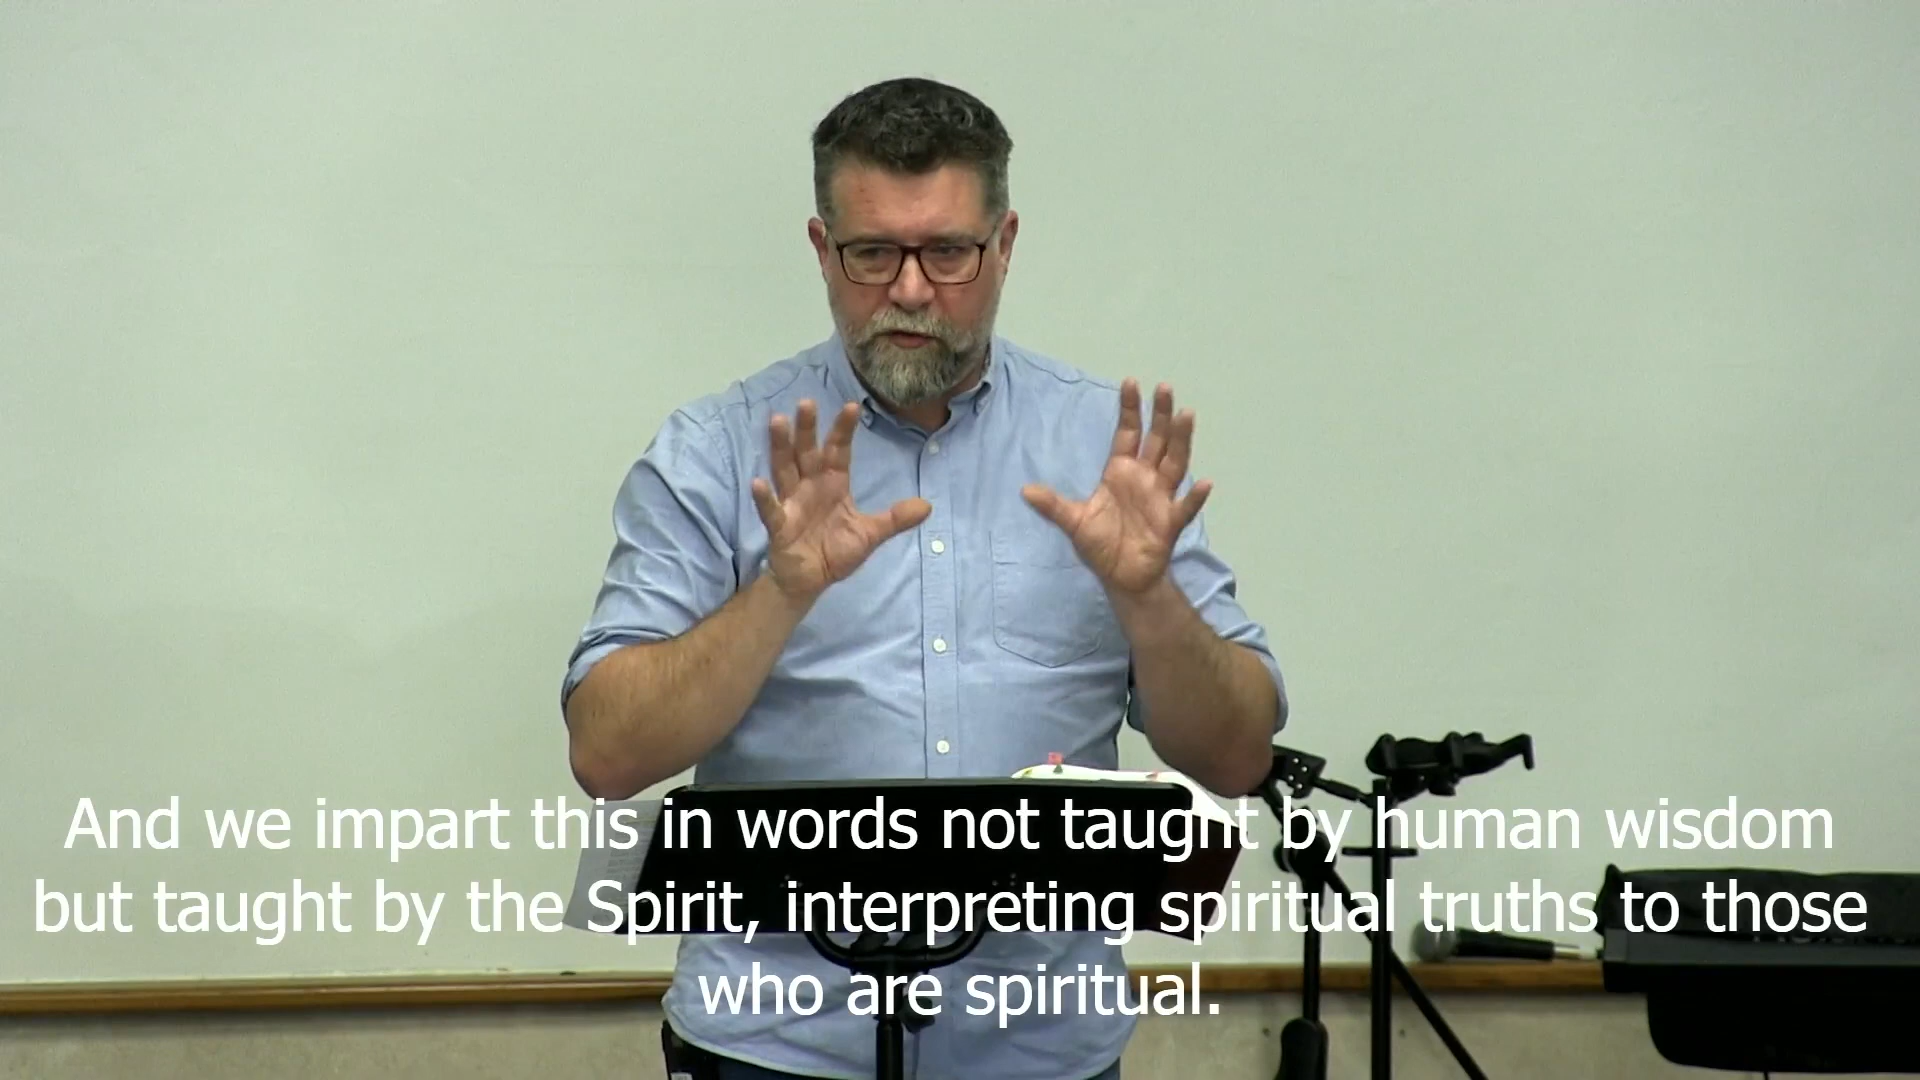 And we impart this in words not taught by human wisdom
but taught by the Spirit, interpreting spiritual truths to those
who are spiritual.